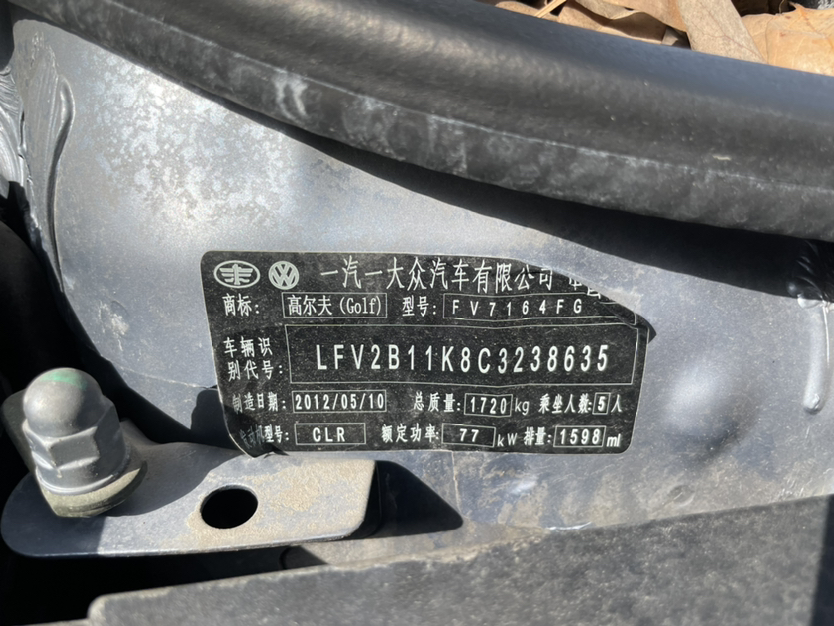 一汽一大众汽车有限公司
商标: 高尔夫(Golf) 型号: FV7164FG
车辆识别代号: LFV2B11K8C3238635
制造日期: 2012/05/10 总质量: 1720 kg 乘坐人数: 5 人
机型号: CLR 额定功率: 77 kW 排量: 1598 ml